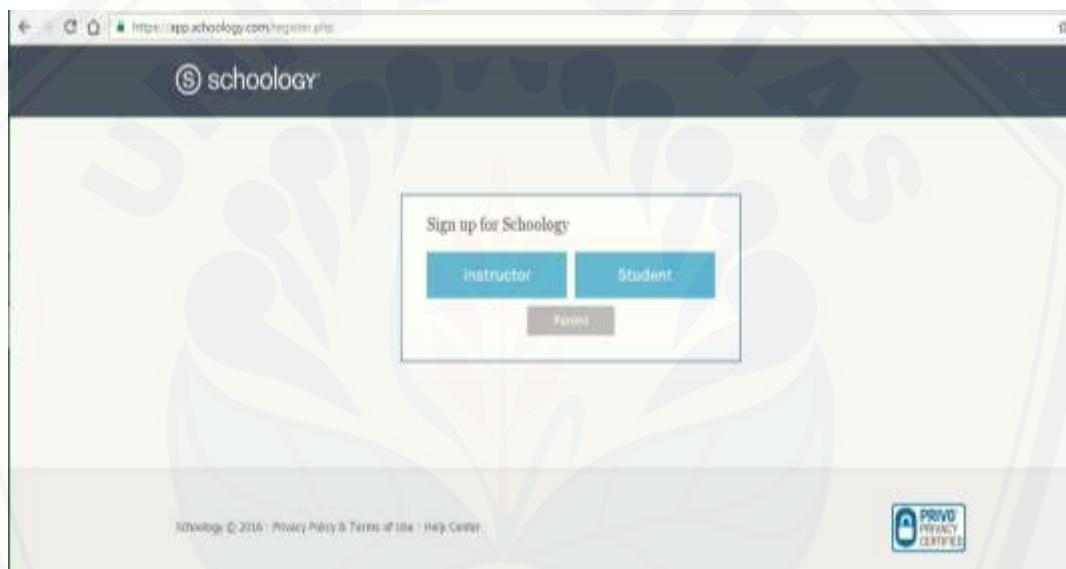 https://app.schoology.com/register.php
S schoology
UNIVERSITAS
Sign up for Schoology
Instructor Student
Parent
Schoology © 2016 · Privacy Policy & Terms of Use · Help Center
PRIVO
PRIVACY
CERTIFIED